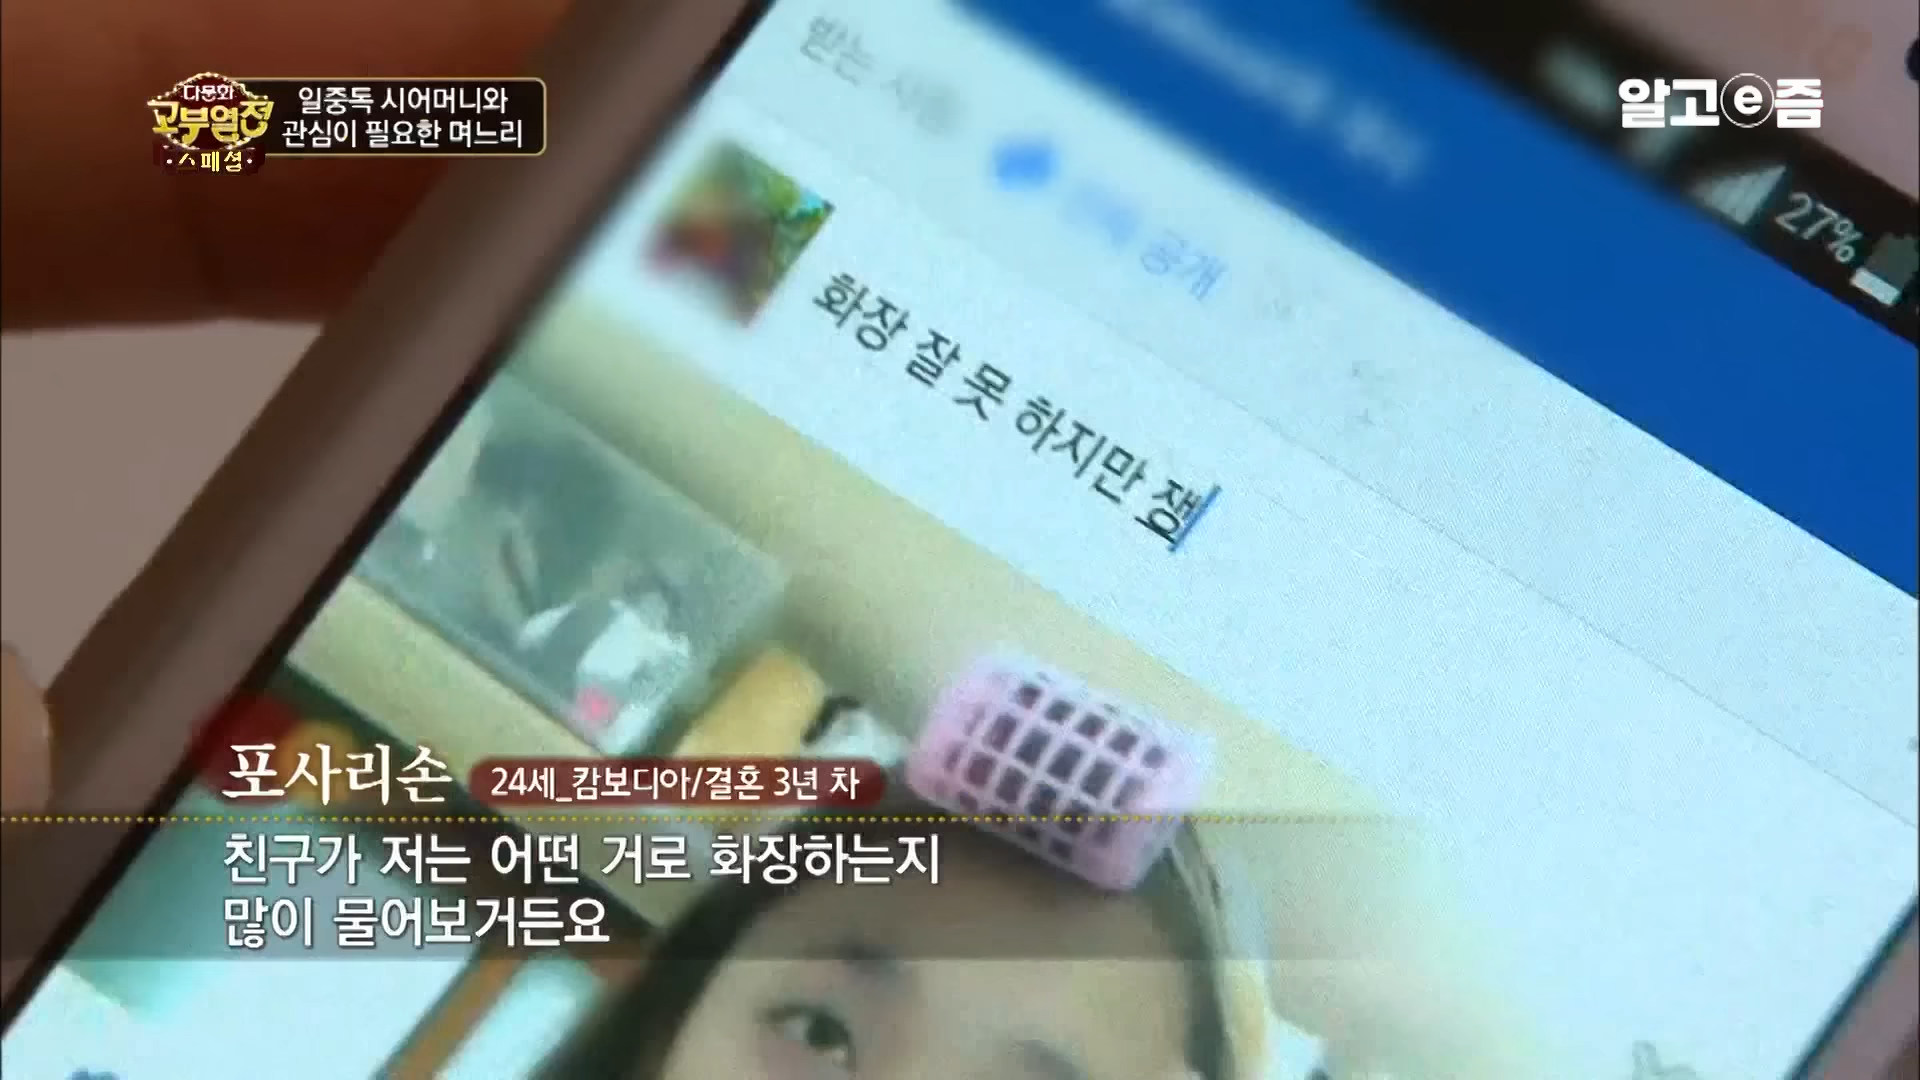 다문화
고부열전
스페셜
일중독 시어머니와
관심이 필요한 며느리
알고e즘
27%
받는
공개
화장 잘 못 하지만 쟁
포사리손
24세_캄보디아/결혼 3년 차
친구가 저는 어떤 거로 화장하는지
많이 물어보거든요